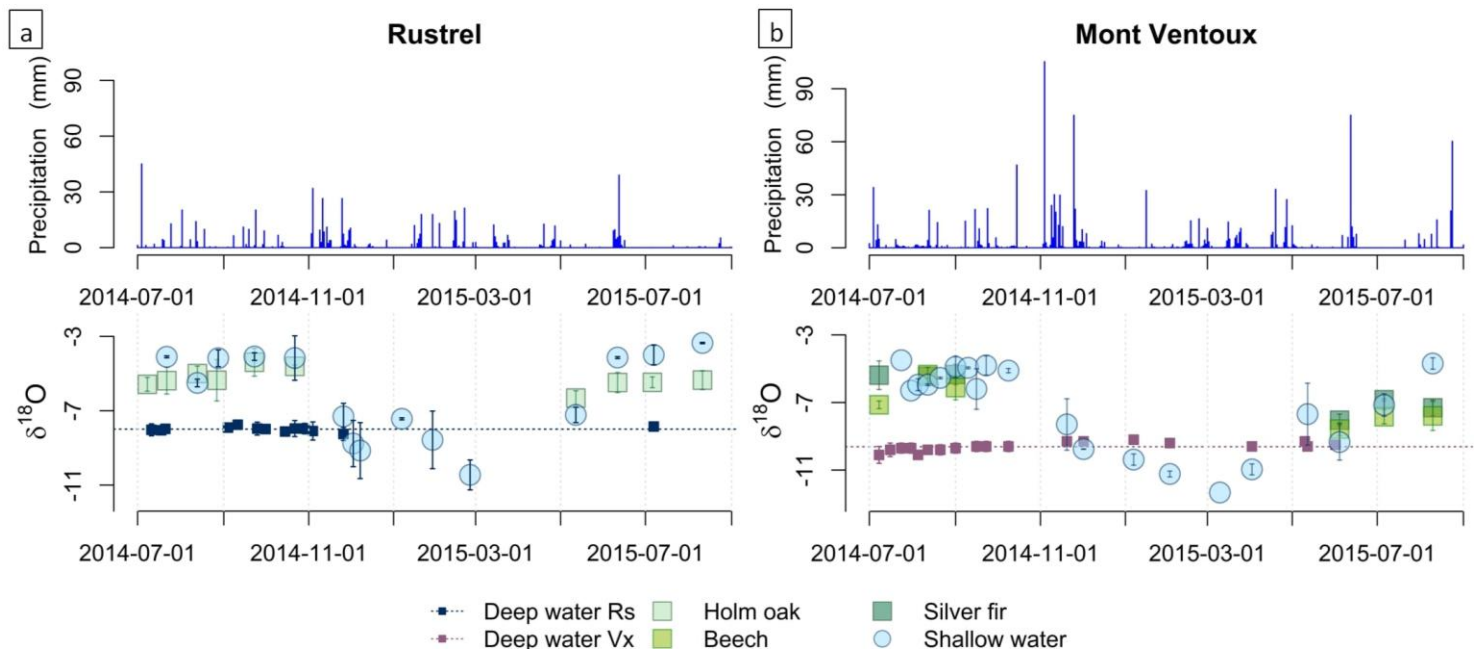 a
Rustrel
Precipitation (mm)
0 30 60 90
2014-07-01 2014-11-01 2015-03-01 2015-07-01
δ18O
-3
-7
-11
2014-07-01 2014-11-01 2015-03-01 2015-07-01
b
Mont Ventoux
Precipitation (mm)
0 30 60 90
2014-07-01 2014-11-01 2015-03-01 2015-07-01
δ18O
-3
-7
-11
2014-07-01 2014-11-01 2015-03-01 2015-07-01
Deep water Rs Holm oak Silver fir
Deep water Vx Beech Shallow water